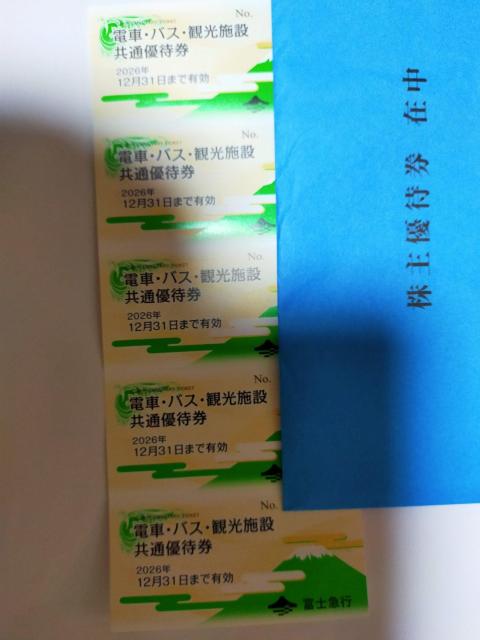 No.
電車・バス・観光施設
共通優待券
2026年
12月31日まで有効
No.
電車・バス・観光施設
共通優待券
2026年
12月31日まで有効
No.
電車・バス・観光施設
共通優待券
2026年
12月31日まで有効
No.
電車・バス・観光施設
共通優待券
2026年
12月31日まで有効
No.
電車・バス・観光施設
共通優待券
2026年
12月31日まで有効
富士急行
株主優待券 在中